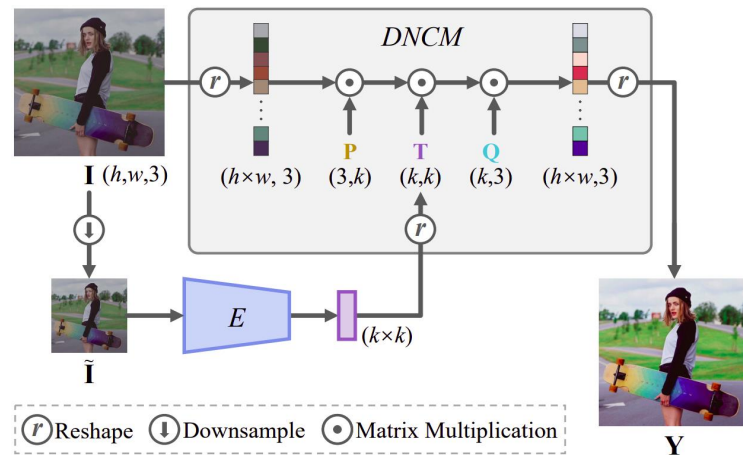 DNCM
r
r
P
T
Q
I (h,w,3)
(h×w, 3)
(3,k)
(k,k)
(k,3)
(h×w,3)
r
E
(k×k)
Ĩ
r Reshape
Downsample
Matrix Multiplication
Y